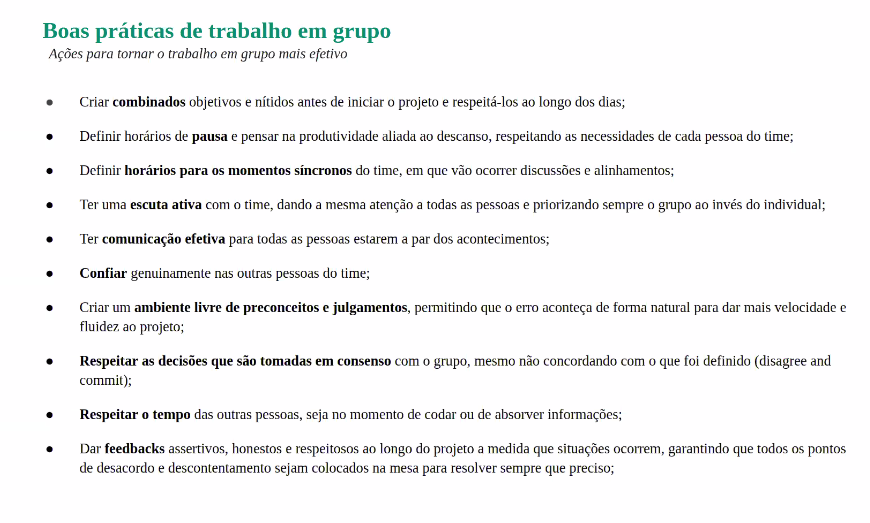 Boas práticas de trabalho em grupo
Ações para tornar o trabalho em grupo mais efetivo
● Criar combinados objetivos e nítidos antes de iniciar o projeto e respeitá-los ao longo dos dias;
● Definir horários de pausa e pensar na produtividade aliada ao descanso, respeitando as necessidades de cada pessoa do time;
● Definir horários para os momentos síncronos do time, em que vão ocorrer discussões e alinhamentos;
● Ter uma escuta ativa com o time, dando a mesma atenção a todas as pessoas e priorizando sempre o grupo ao invés do individual;
● Ter comunicação efetiva para todas as pessoas estarem a par dos acontecimentos;
● Confiar genuinamente nas outras pessoas do time;
● Criar um ambiente livre de preconceitos e julgamentos, permitindo que o erro aconteça de forma natural para dar mais velocidade e
fluidez ao projeto;
● Respeitar as decisões que são tomadas em consenso com o grupo, mesmo não concordando com o que foi definido (disagree and
commit);
● Respeitar o tempo das outras pessoas, seja no momento de codar ou de absorver informações;
● Dar feedbacks assertivos, honestos e respeitosos ao longo do projeto a medida que situações ocorrem, garantindo que todos os pontos
de desacordo e descontentamento sejam colocados na mesa para resolver sempre que preciso;